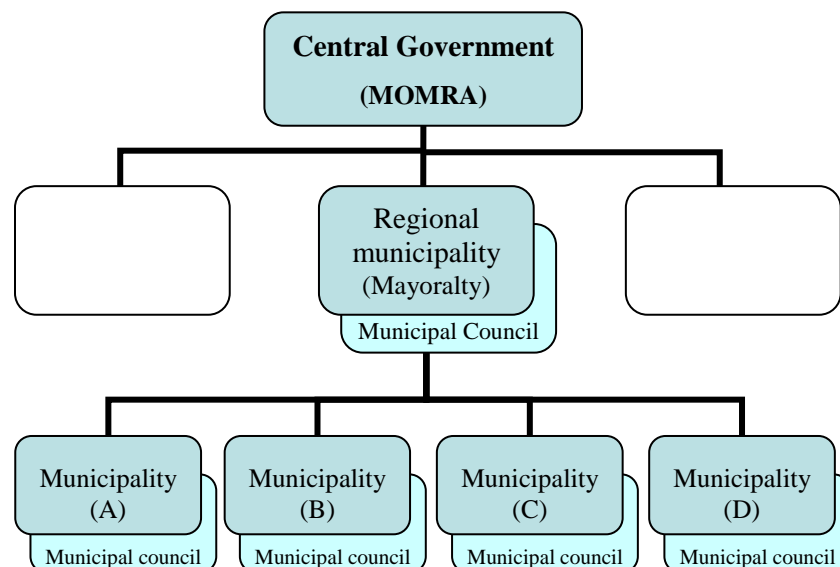 Central Government
(MOMRA)
Regional
municipality
(Mayoralty)
Municipal Council
Municipality
(A)
Municipal council
Municipality
(B)
Municipal council
Municipality
(C)
Municipal council
Municipality
(D)
Municipal council